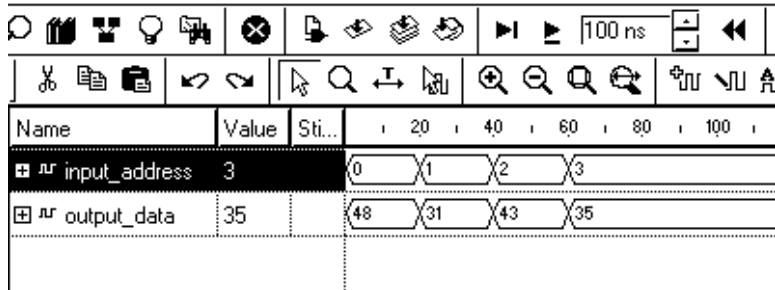 100 ns
Name Value Sti... 20 40 60 80 100
input_address 3 0 1 2 3
output_data 35 48 31 43 35